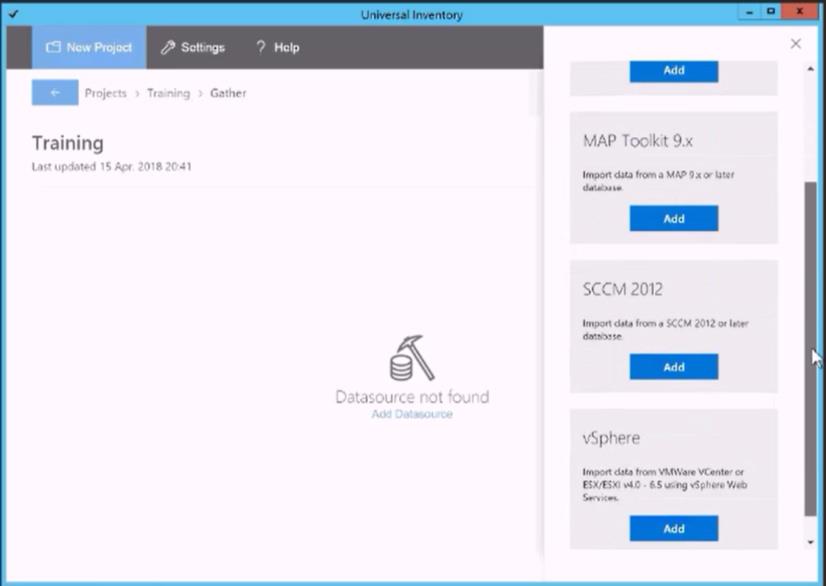 Universal Inventory
New Project
Settings
? Help
Projects > Training > Gather
Training
Last updated 15 Apr. 2018 20:41
Datasource not found
Add Datasource
Add
MAP Toolkit 9.x
Import data from a MAP 9.x or later
database.
Add
SCCM 2012
Import data from a SCCM 2012 or later
database.
Add
vSphere
Import data from VMWare VCenter or
ESX/ESXi v4.0 - 6.5 using vSphere Web
Services.
Add